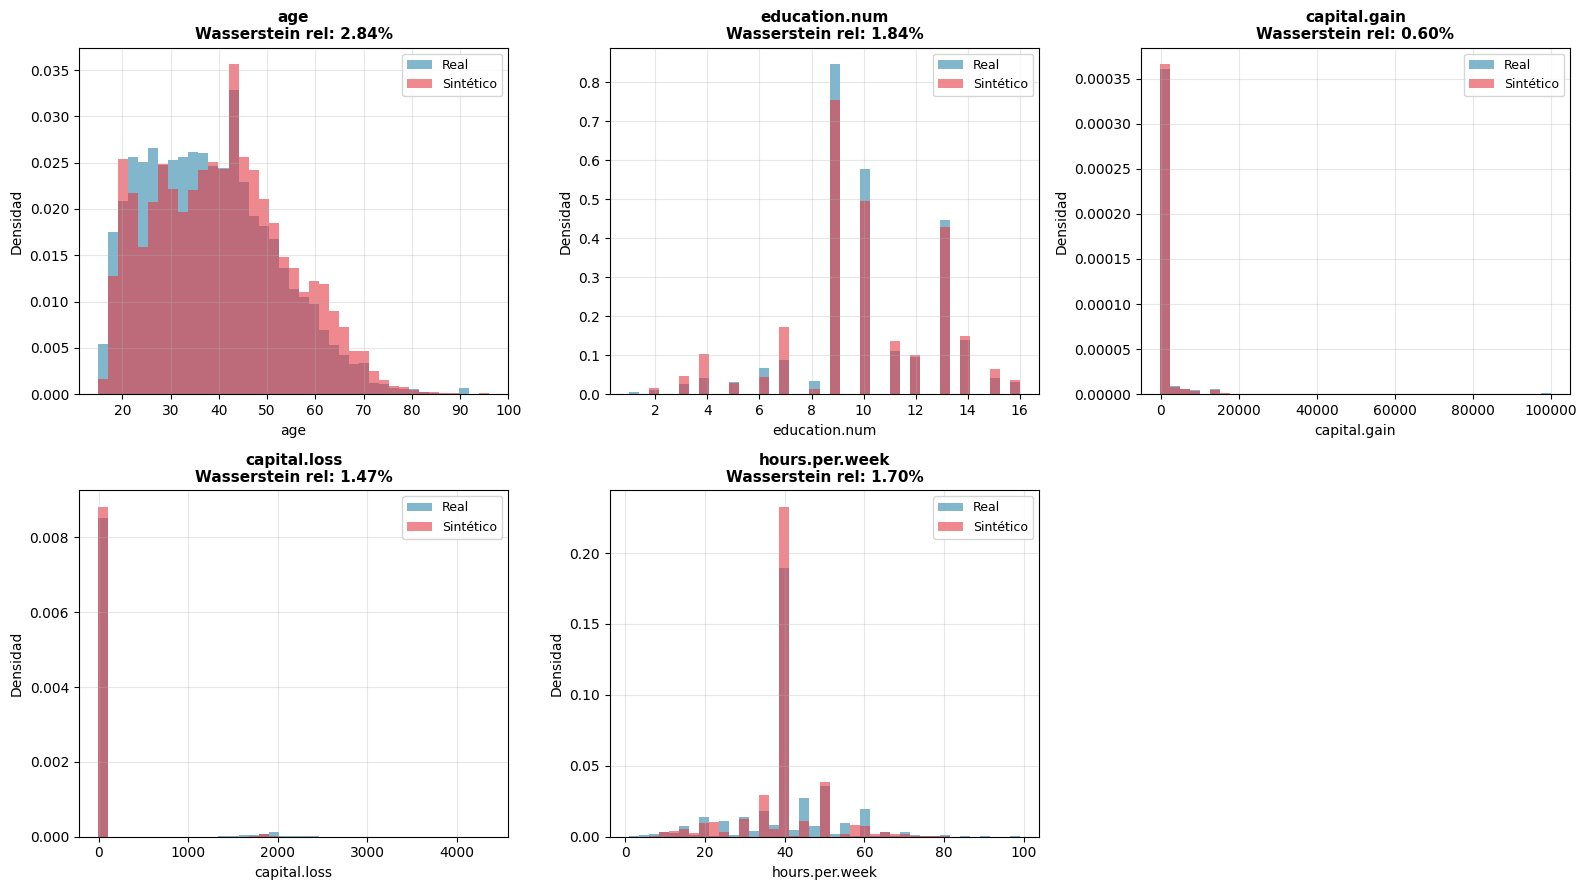 age
Wasserstein rel: 2.84%
Densidad
0.035
0.030
0.025
0.020
0.015
0.010
0.005
0.000
Real
Sintético
20 30 40 50 60 70 80 90 100
age
education.num
Wasserstein rel: 1.84%
Densidad
0.8
0.7
0.6
0.5
0.4
0.3
0.2
0.1
0.0
Real
Sintético
2 4 6 8 10 12 14 16
education.num
capital.gain
Wasserstein rel: 0.60%
Densidad
0.00035
0.00030
0.00025
0.00020
0.00015
0.00010
0.00005
0.00000
Real
Sintético
0 20000 40000 60000 80000 100000
capital.gain
capital.loss
Wasserstein rel: 1.47%
Densidad
0.008
0.006
0.004
0.002
0.000
Real
Sintético
0 1000 2000 3000 4000
capital.loss
hours.per.week
Wasserstein rel: 1.70%
Densidad
0.20
0.15
0.10
0.05
0.00
Real
Sintético
0 20 40 60 80 100
hours.per.week